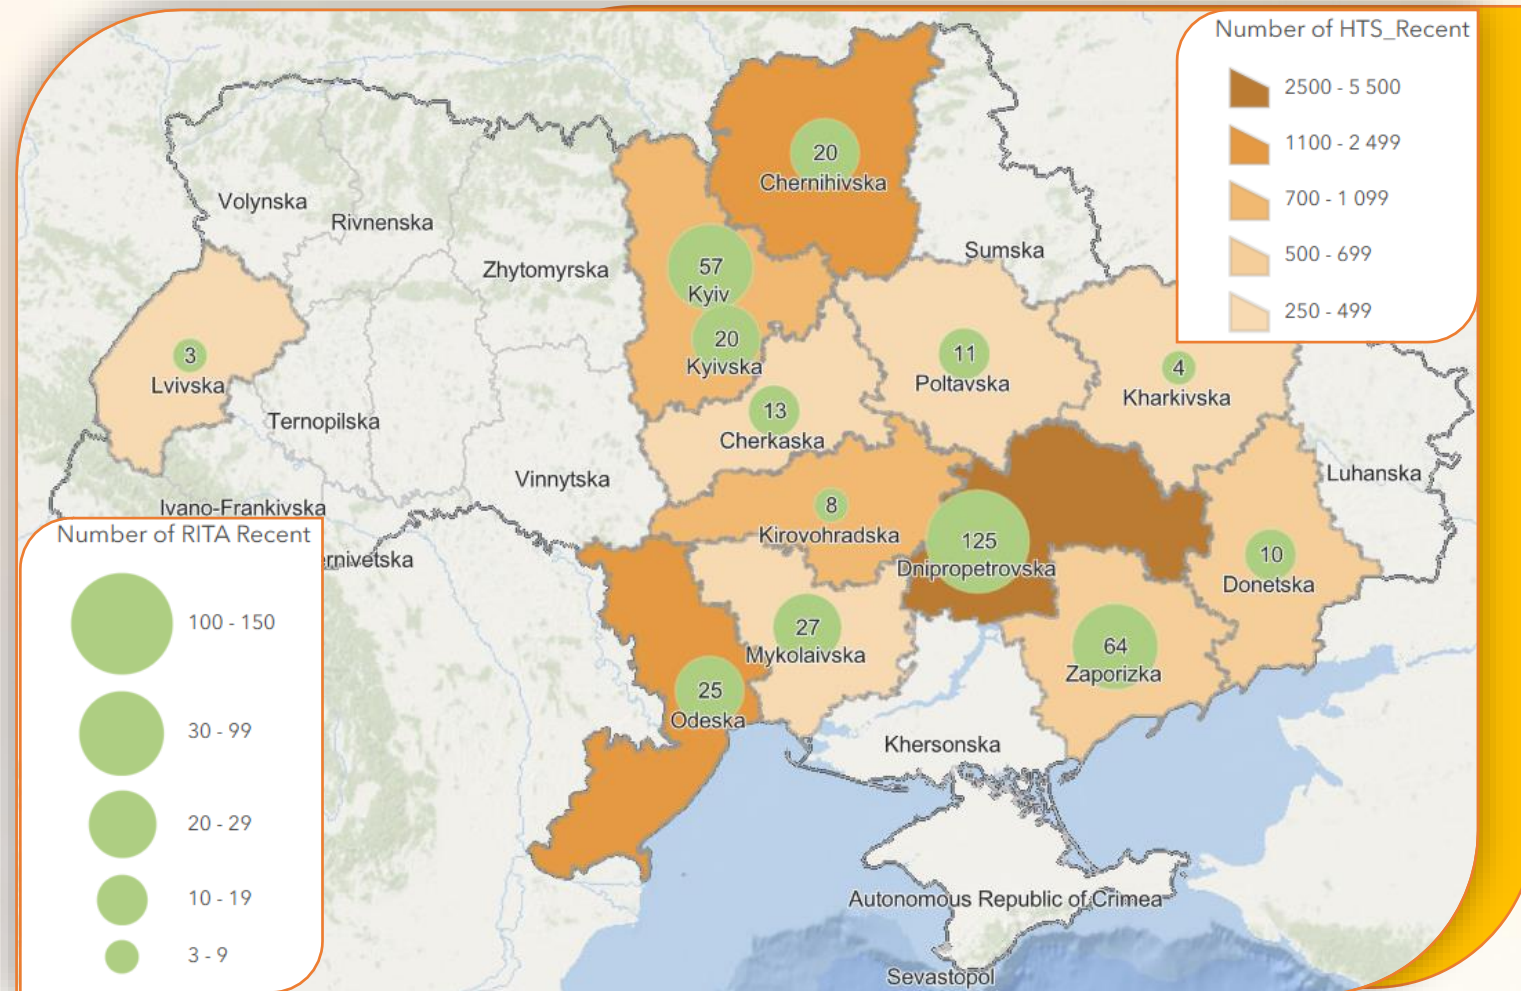 Number of HTS_Recent
2500 - 5 500
1100 - 2 499
700 - 1 099
500 - 699
250 - 499
20
Chernihivska
Volynska
Rivnenska
Sumska
Zhytomyrska
57
Kyiv
20
Kyivska
3
Lvivska
11
Poltavska
4
Kharkivska
13
Cherkaska
Ternopilska
Vinnytska
Luhanska
Ivano-Frankivska
8
Kirovohradska
125
Dnipropetrovska
10
Donetska
ernivetska
27
Mykolaivska
64
Zaporizka
25
Odeska
Khersonska
Autonomous Republic of Crimea
Sevastopol
Number of RITA Recent
100 - 150
30 - 99
20 - 29
10 - 19
3 - 9